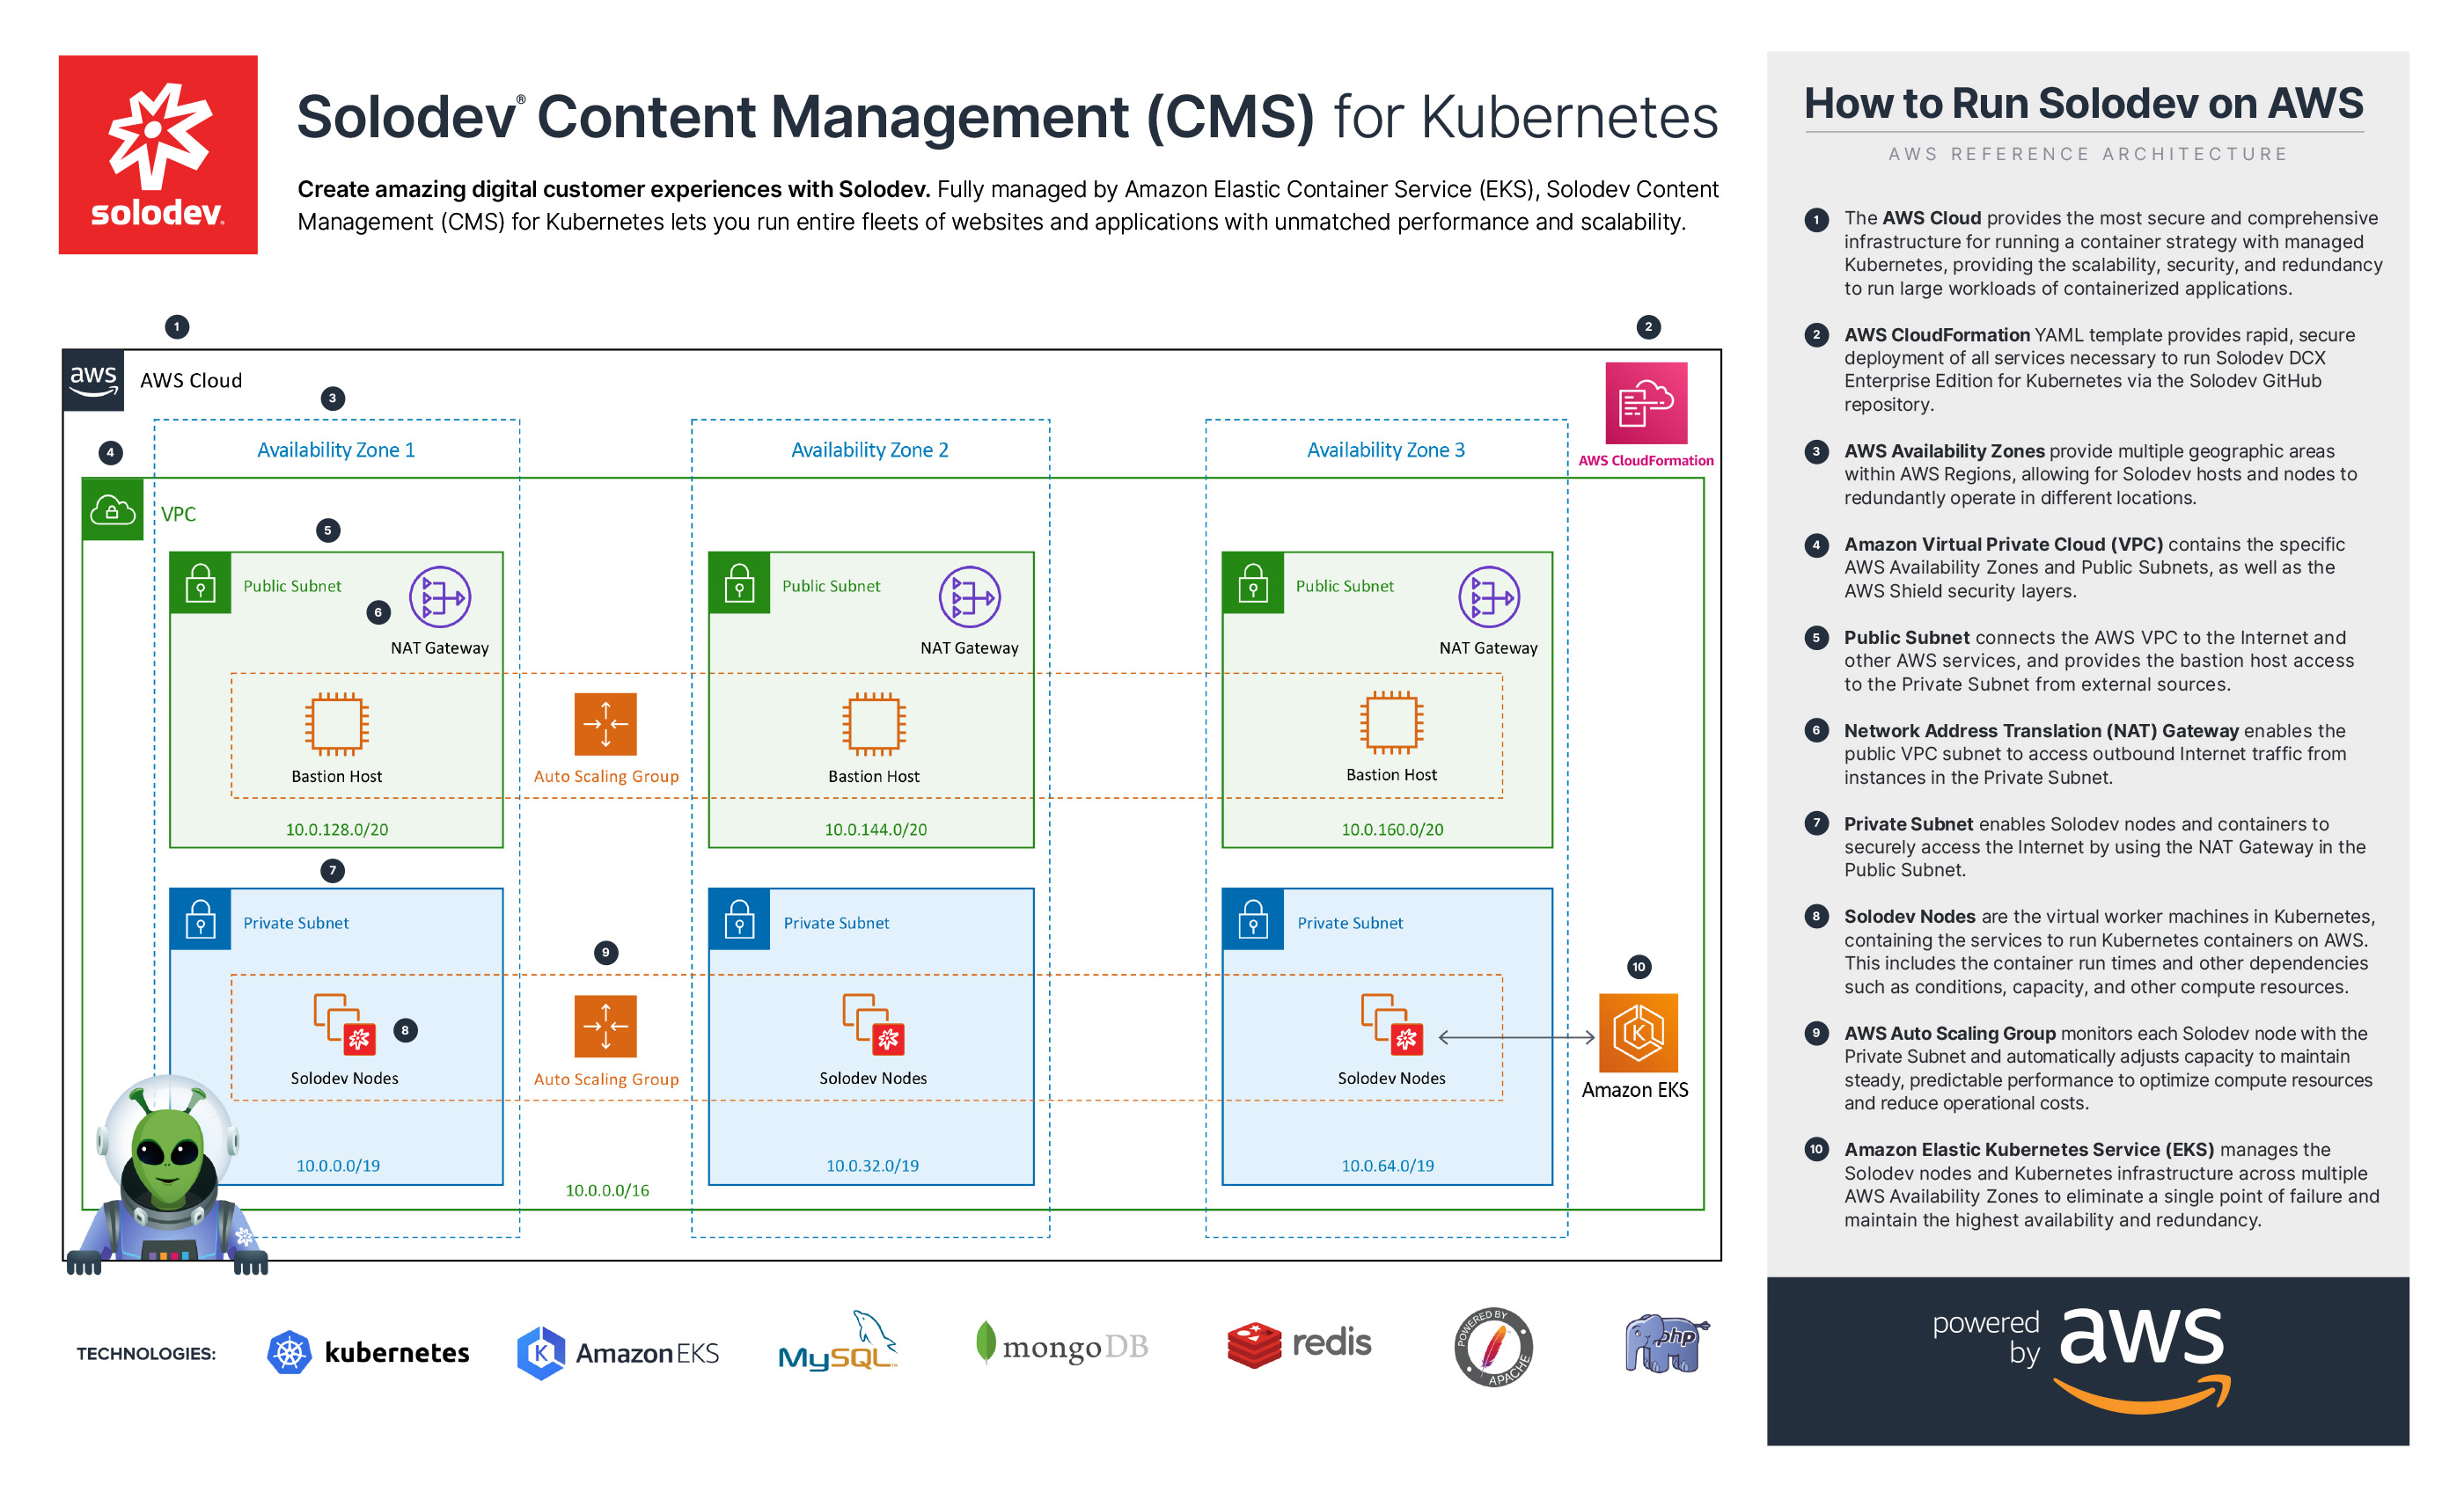 solodev.
Solodev® Content Management (CMS) for Kubernetes
Create amazing digital customer experiences with Solodev. Fully managed by Amazon Elastic Container Service (EKS), Solodev Content
Management (CMS) for Kubernetes lets you run entire fleets of websites and applications with unmatched performance and scalability.
1
2
aws
AWS Cloud
3
AWS CloudFormation
4
Availability Zone 1
Availability Zone 2
Availability Zone 3
VPC
5
Public Subnet
6
NAT Gateway
Bastion Host
10.0.128.0/20
Auto Scaling Group
Public Subnet
NAT Gateway
Bastion Host
10.0.144.0/20
Public Subnet
NAT Gateway
Bastion Host
10.0.160.0/20
7
Private Subnet
8
Solodev Nodes
10.0.0.0/19
9
Auto Scaling Group
10.0.0.0/16
Private Subnet
Solodev Nodes
10.0.32.0/19
Private Subnet
Solodev Nodes
10.0.64.0/19
10
K
Amazon EKS
TECHNOLOGIES:
kubernetes
K
Amazon EKS
MySQL™
mongoDB
redis
POWERED BY
APACHE
php
How to Run Solodev on AWS
AWS REFERENCE ARCHITECTURE
1 The AWS Cloud provides the most secure and comprehensive
infrastructure for running a container strategy with managed
Kubernetes, providing the scalability, security, and redundancy
to run large workloads of containerized applications.
2 AWS CloudFormation YAML template provides rapid, secure
deployment of all services necessary to run Solodev DCX
Enterprise Edition for Kubernetes via the Solodev GitHub
repository.
3 AWS Availability Zones provide multiple geographic areas
within AWS Regions, allowing for Solodev hosts and nodes to
redundantly operate in different locations.
4 Amazon Virtual Private Cloud (VPC) contains the specific
AWS Availability Zones and Public Subnets, as well as the
AWS Shield security layers.
5 Public Subnet connects the AWS VPC to the Internet and
other AWS services, and provides the bastion host access
to the Private Subnet from external sources.
6 Network Address Translation (NAT) Gateway enables the
public VPC subnet to access outbound Internet traffic from
instances in the Private Subnet.
7 Private Subnet enables Solodev nodes and containers to
securely access the Internet by using the NAT Gateway in the
Public Subnet.
8 Solodev Nodes are the virtual worker machines in Kubernetes,
containing the services to run Kubernetes containers on AWS.
This includes the container run times and other dependencies
such as conditions, capacity, and other compute resources.
9 AWS Auto Scaling Group monitors each Solodev node with the
Private Subnet and automatically adjusts capacity to maintain
steady, predictable performance to optimize compute resources
and reduce operational costs.
10 Amazon Elastic Kubernetes Service (EKS) manages the
Solodev nodes and Kubernetes infrastructure across multiple
AWS Availability Zones to eliminate a single point of failure and
maintain the highest availability and redundancy.
powered
by
aws